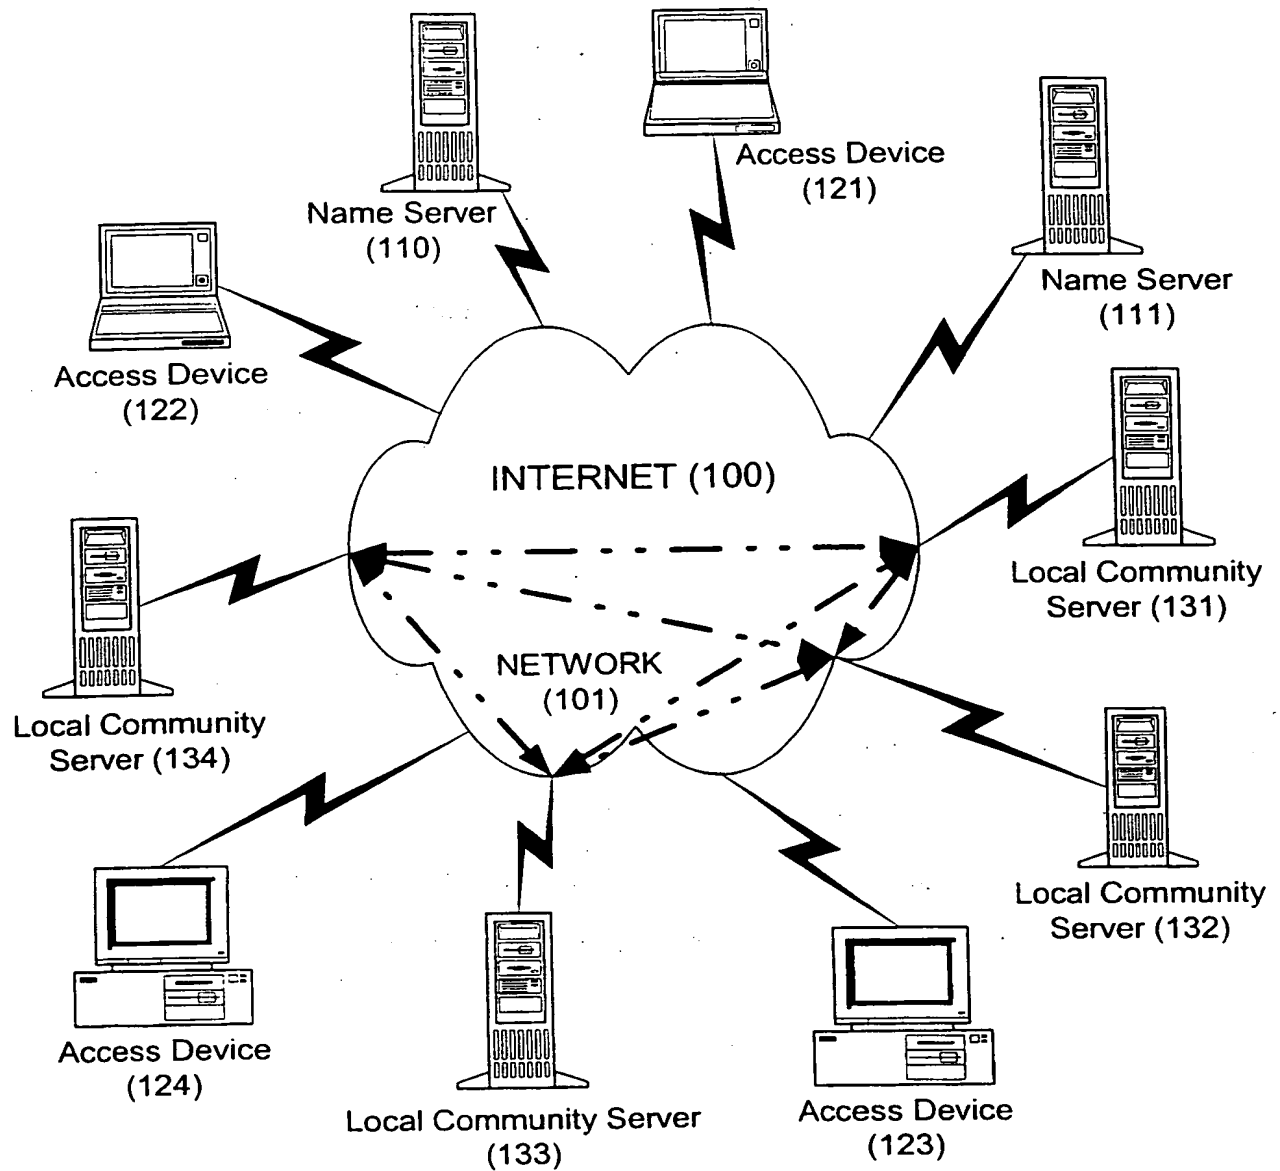 Name Server
(110)
Access Device
(121)
Name Server
(111)
Access Device
(122)
INTERNET (100)
Local Community
Server (131)
NETWORK
(101)
Local Community
Server (134)
Local Community
Server (132)
Access Device
(124)
Local Community Server
(133)
Access Device
(123)